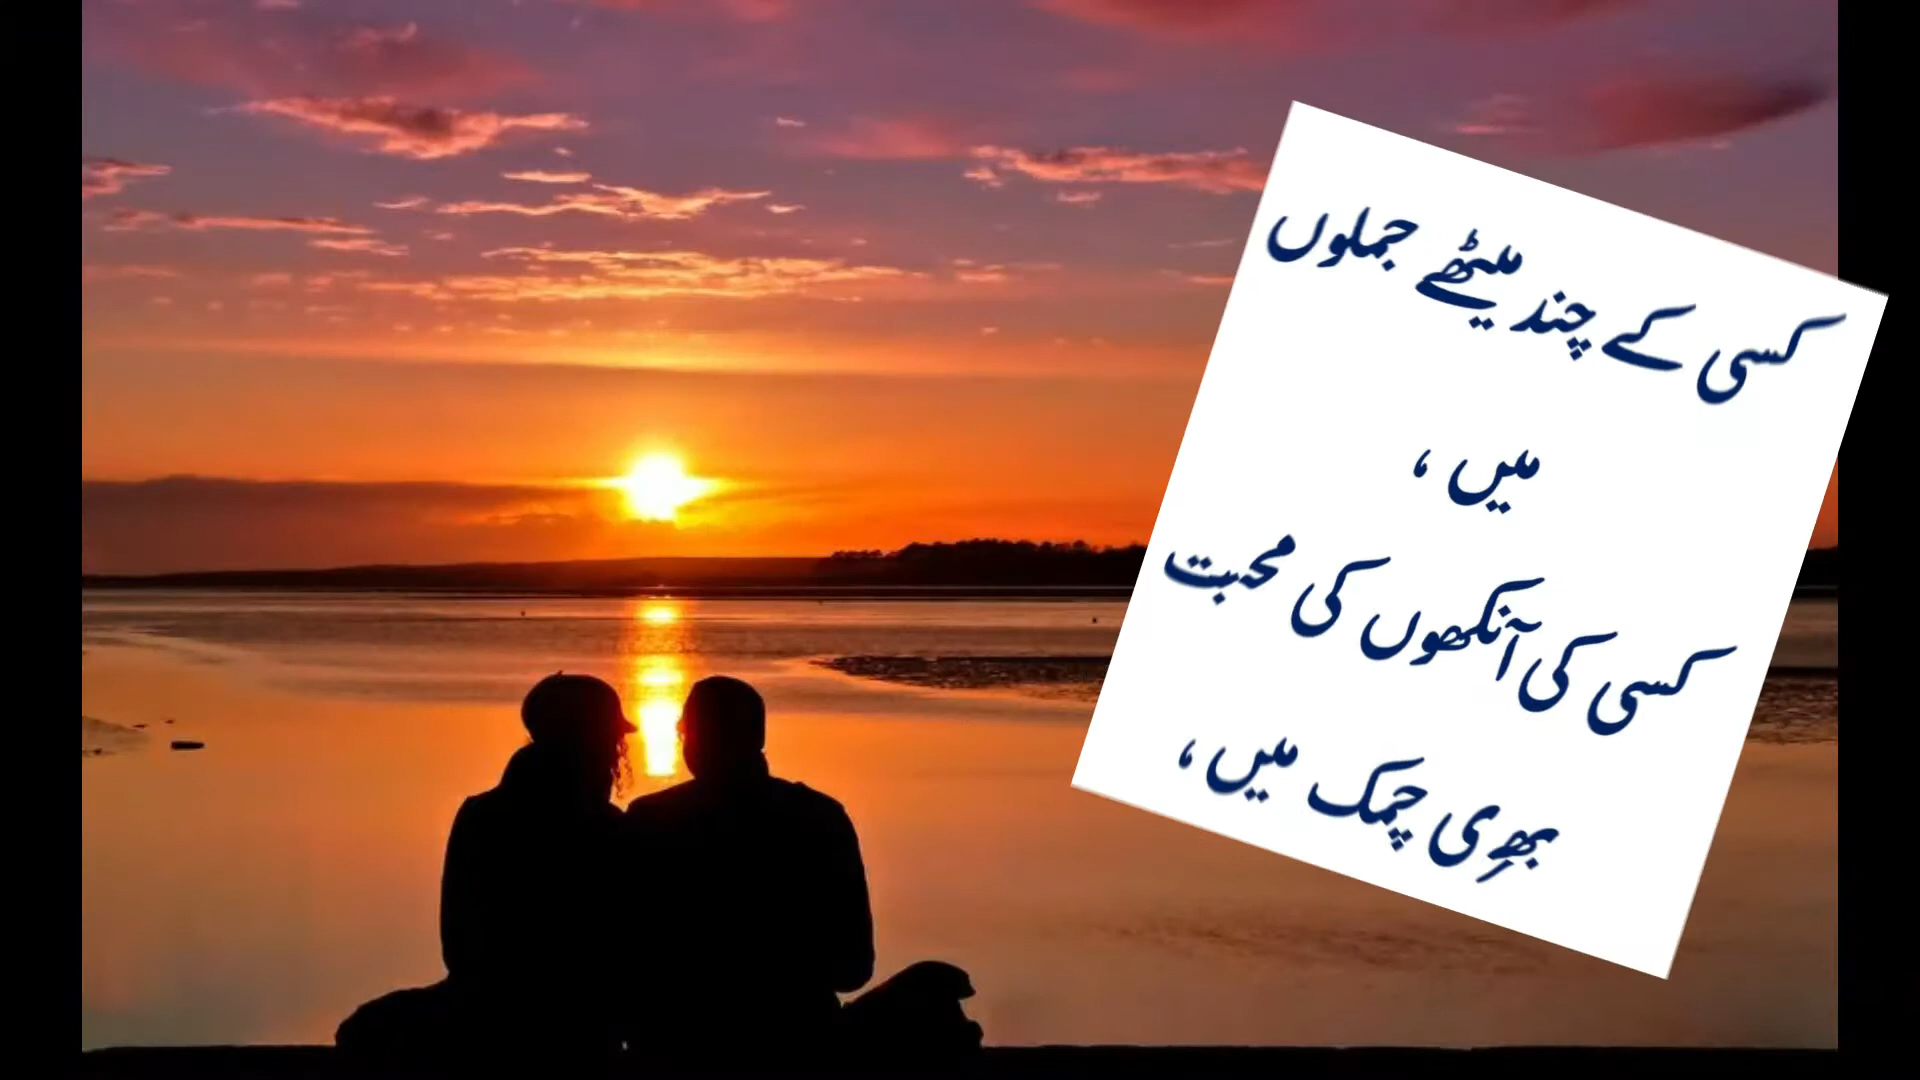 کسی کے چند میٹھے جملوں
میں ،
کسی کی آنکھوں کی محبت
بھری چمک میں ،